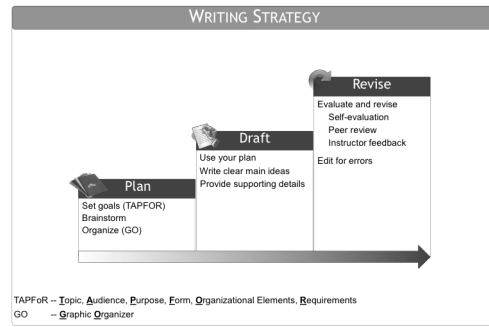 WRITING STRATEGY
Plan
Set goals (TAPFOR)
Brainstorm
Organize (GO)
Draft
Use your plan
Write clear main ideas
Provide supporting details
Revise
Evaluate and revise
Self-evaluation
Peer review
Instructor feedback
Edit for errors
TAPFoR -- Topic, Audience, Purpose, Form, Organizational Elements, Requirements
GO -- Graphic Organizer